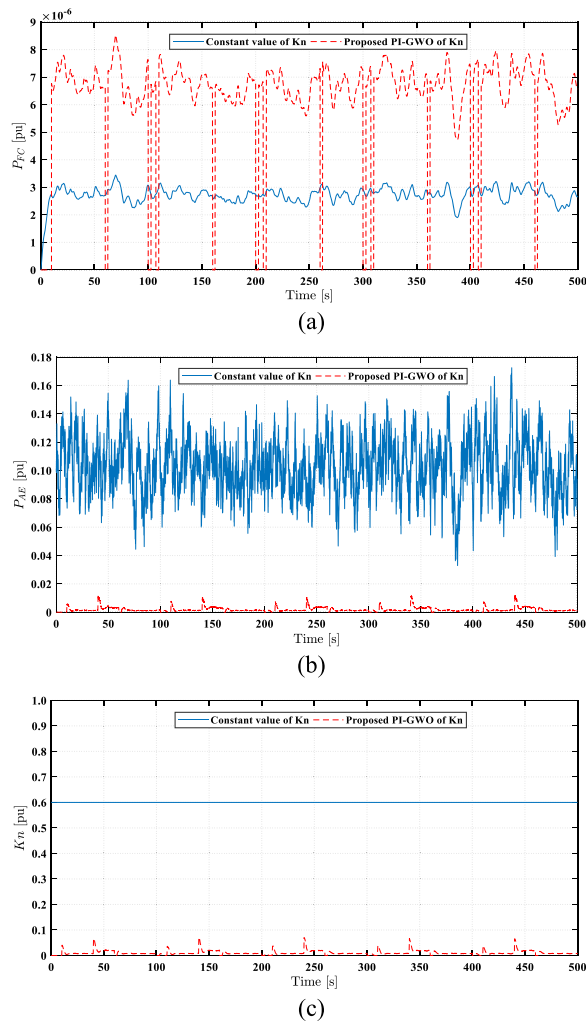 ×10⁻⁶
Constant value of Kn Proposed PI-GWO of Kn
9
8
7
6
5
4
3
2
1
0
P_FC [pu]
0 50 100 150 200 250 300 350 400 450 500
Time [s]
(a)
Constant value of Kn Proposed PI-GWO of Kn
0.18
0.16
0.14
0.12
0.10
0.08
0.06
0.04
0.02
0
P_AE [pu]
0 50 100 150 200 250 300 350 400 450 500
Time [s]
(b)
Constant value of Kn Proposed PI-GWO of Kn
1.0
0.9
0.8
0.7
0.6
0.5
0.4
0.3
0.2
0.1
0
Kn [pu]
0 50 100 150 200 250 300 350 400 450 500
Time [s]
(c)